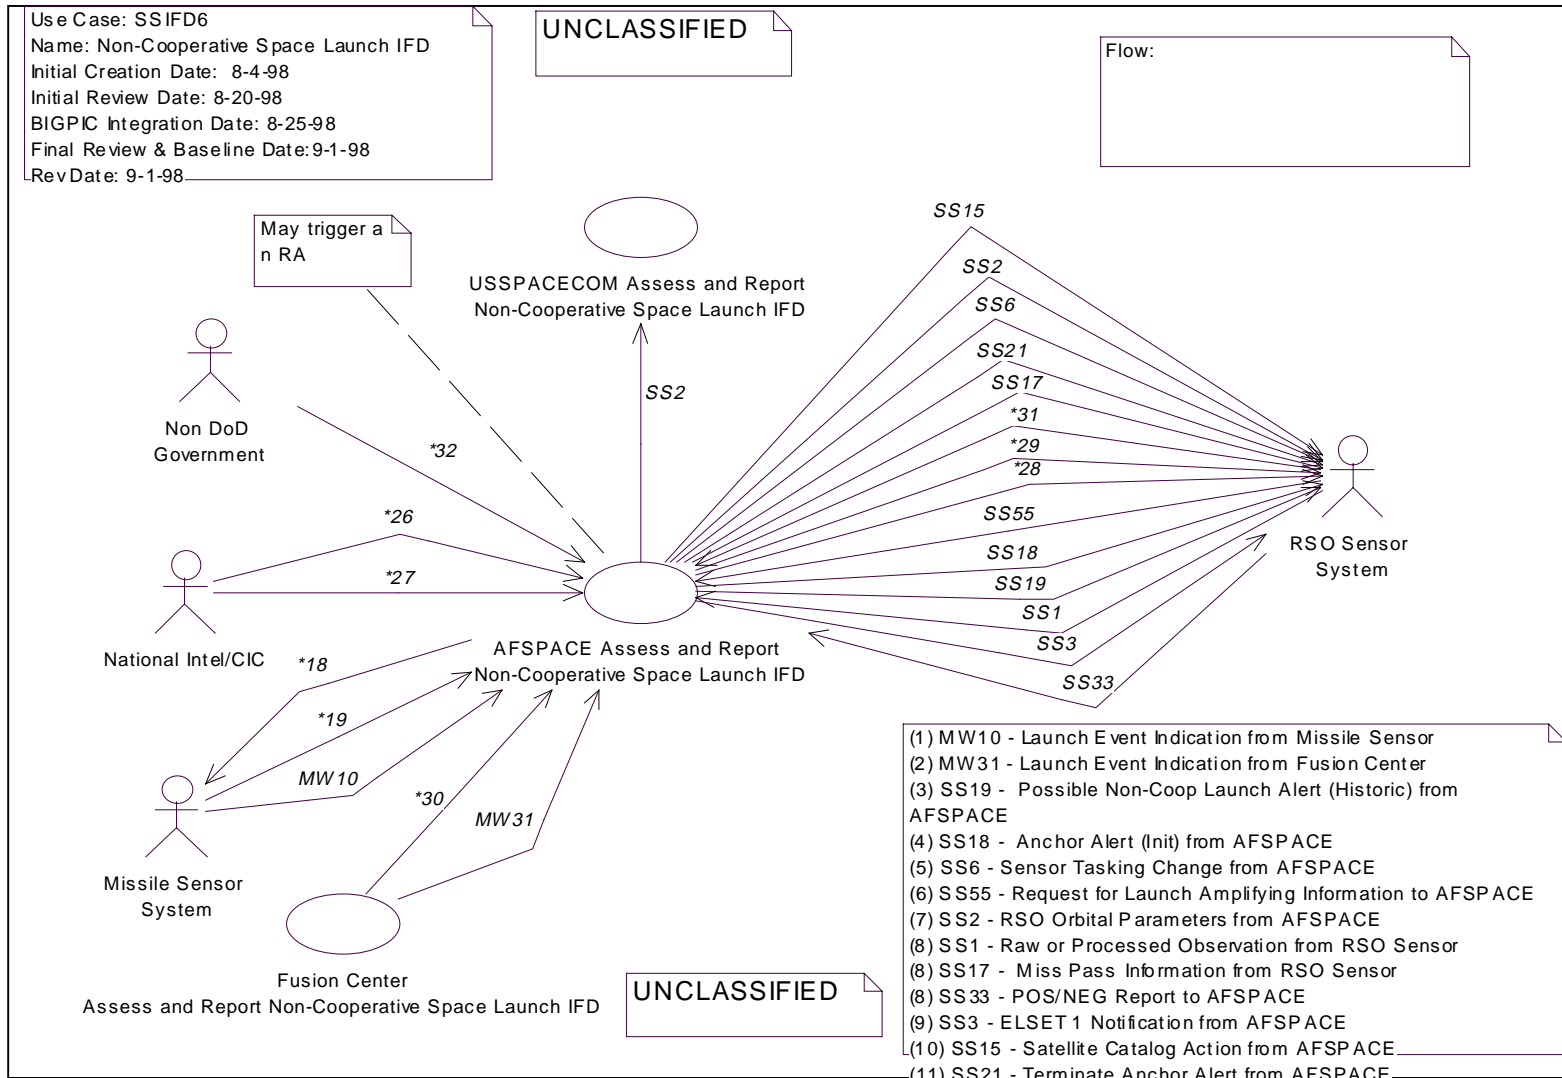 Use Case: SSIFD6
Name: Non-Cooperative Space Launch IFD
Initial Creation Date: 8-4-98
Initial Review Date: 8-20-98
BIGPIC Integration Date: 8-25-98
Final Review & Baseline Date: 9-1-98
Rev Date: 9-1-98
UNCLASSIFIED
Flow:
May trigger a
n RA
USSPACECOM Assess and Report
Non-Cooperative Space Launch IFD
SS15
SS2
SS6
SS21
SS17
*31
*29
*28
SS55
SS18
SS19
SS1
SS3
SS33
SS2
Non DoD
Government
*32
*26
*27
National Intel/CIC
RSO Sensor
System
AFSPACE Assess and Report
Non-Cooperative Space Launch IFD
*18
*19
MW10
*30
MW31
Missile Sensor
System
Fusion Center
Assess and Report Non-Cooperative Space Launch IFD
UNCLASSIFIED
(1) MW10 - Launch Event Indication from Missile Sensor
(2) MW31 - Launch Event Indication from Fusion Center
(3) SS19 - Possible Non-Coop Launch Alert (Historic) from
AFSPACE
(4) SS18 - Anchor Alert (Init) from AFSPACE
(5) SS6 - Sensor Tasking Change from AFSPACE
(6) SS55 - Request for Launch Amplifying Information to AFSPACE
(7) SS2 - RSO Orbital Parameters from AFSPACE
(8) SS1 - Raw or Processed Observation from RSO Sensor
(8) SS17 - Miss Pass Information from RSO Sensor
(8) SS33 - POS/NEG Report to AFSPACE
(9) SS3 - ELSET 1 Notification from AFSPACE
(10) SS15 - Satellite Catalog Action from AFSPACE
(11) SS21 - Terminate Anchor Alert from AFSPACE